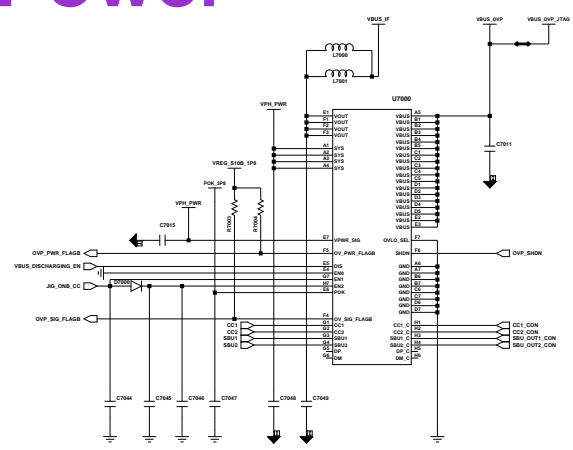 Power
VBUS_IF
VBUS_OVP
VBUS_OVP_JTAG
L7000
L7001
U7000
VPH_PWR
VREG_S10B_1P8
POK_3P8
VPH_PWR
C7015
R7003
R7004
C7011
E1 VOUT
F1 VOUT
F2 VOUT
F3 VOUT
A1 SYS
A2 SYS
A3 SYS
A4 SYS
VBUS A5
VBUS B1
VBUS B2
VBUS B3
VBUS B4
VBUS B5
VBUS C1
VBUS C2
VBUS C3
VBUS C4
VBUS C5
VBUS D1
VBUS D2
VBUS D3
VBUS D4
VBUS D5
VBUS E2
VBUS E3
E7 VPWR_SIG
OVLO_SEL F7
OVP_PWR_FLAGB
F5 OV_PWR_FLAGB
SHDN F6
OVP_SHDN
VBUS_DISCHARGING_EN
E5 DIS
E4 EN0
G7 EN1
JIG_ONB_CC
D7000
H7 EN2
E6 POK
GND A6
GND A7
GND B6
GND B7
GND C6
GND C7
GND D6
GND D7
OVP_SIG_FLAGB
F4 OV_SIG_FLAGB
CC1 G1 CC1
CC1_C H1 CC1_CON
CC2 G2 CC2
CC2_C H2 CC2_CON
SBU1 G3 SBU1
SBU1_C H3 SBU_OUT1_CON
SBU2 G4 SBU2
SBU2_C H4 SBU_OUT2_CON
G5 DP
DP_C H5
G6 DM
DM_C H6
C7044
C7045
C7046
C7047
C7048
C7049